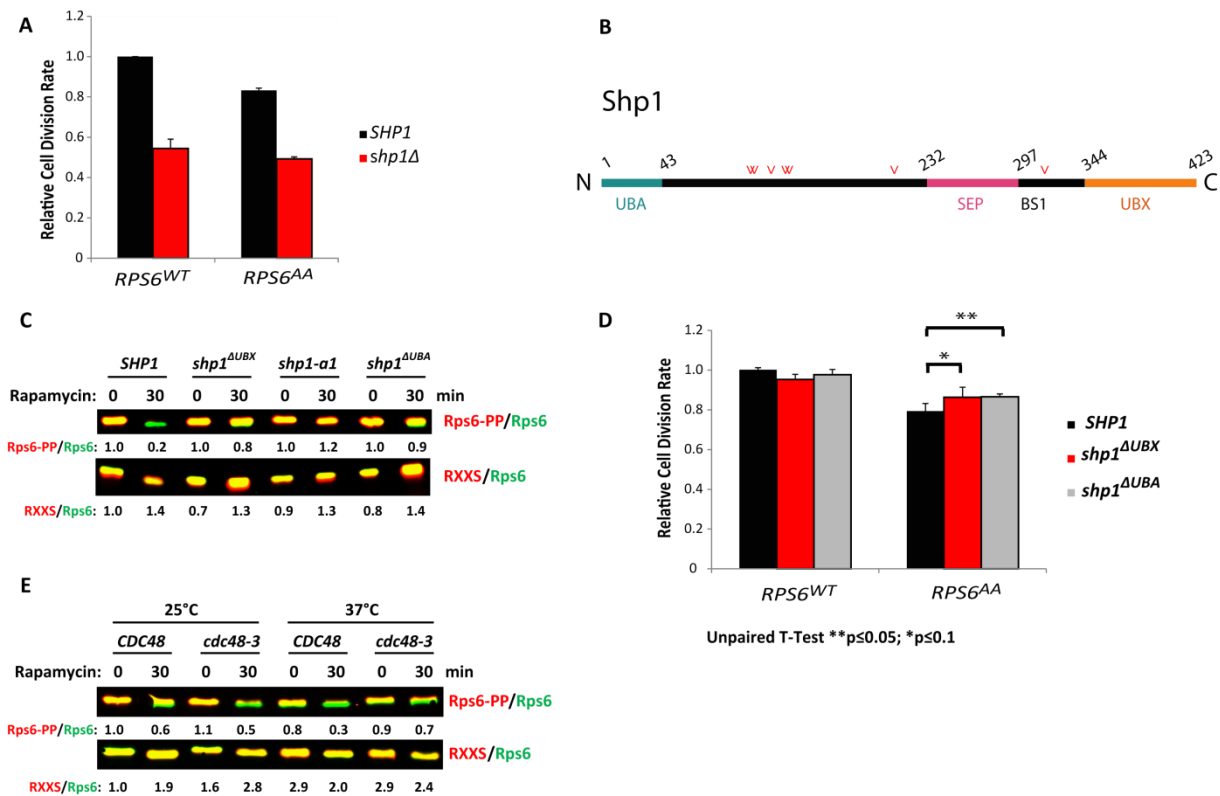 A
Relative Cell Division Rate
1.2
1.0
0.8
0.6
0.4
0.2
0
RPS6WT
RPS6AA
SHP1
shp1Δ
B
Shp1
1
43
232
297
344
423
N
C
UBA
SEP
BS1
UBX
C
SHP1 shp1ΔUBX shp1-a1 shp1ΔUBA
Rapamycin: 0 30 0 30 0 30 0 30 min
Rps6-PP/Rps6
Rps6-PP/Rps6: 1.0 0.2 1.0 0.8 1.0 1.2 1.0 0.9
RXXS/Rps6
RXXS/Rps6: 1.0 1.4 0.7 1.3 0.9 1.3 0.8 1.4
D
Relative Cell Division Rate
1.2
1.0
0.8
0.6
0.4
0.2
0
**
*
RPS6WT
RPS6AA
SHP1
shp1ΔUBX
shp1ΔUBA
Unpaired T-Test **p≤0.05; *p≤0.1
E
25°C 37°C
CDC48 cdc48-3 CDC48 cdc48-3
Rapamycin: 0 30 0 30 0 30 0 30 min
Rps6-PP/Rps6
Rps6-PP/Rps6: 1.0 0.6 1.1 0.5 0.8 0.3 0.9 0.7
RXXS/Rps6
RXXS/Rps6: 1.0 1.9 1.6 2.8 2.9 2.0 2.9 2.4